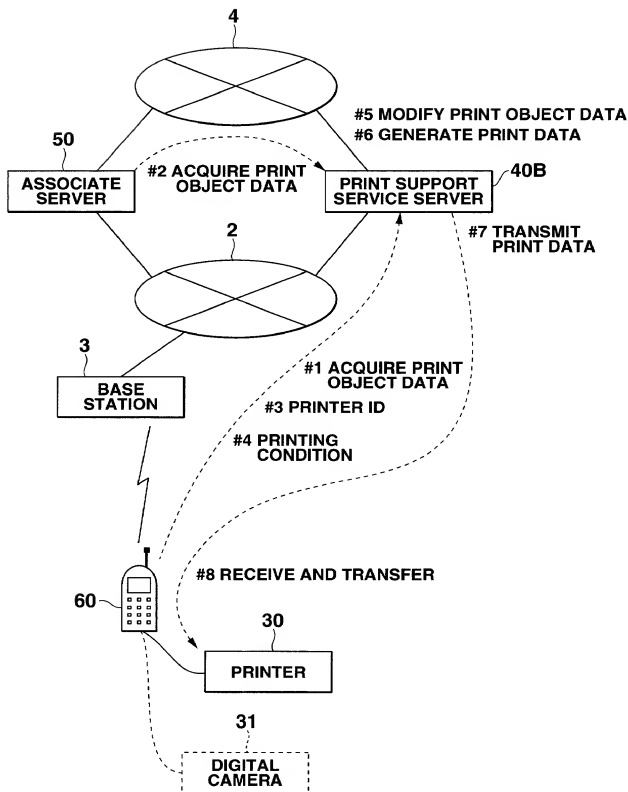 4
#5 MODIFY PRINT OBJECT DATA
#6 GENERATE PRINT DATA
50
ASSOCIATE
SERVER
#2 ACQUIRE PRINT
OBJECT DATA
PRINT SUPPORT
SERVICE SERVER
40B
#7 TRANSMIT
PRINT DATA
2
3
BASE
STATION
#1 ACQUIRE PRINT
OBJECT DATA
#3 PRINTER ID
#4 PRINTING
CONDITION
#8 RECEIVE AND TRANSFER
60
30
PRINTER
31
DIGITAL
CAMERA